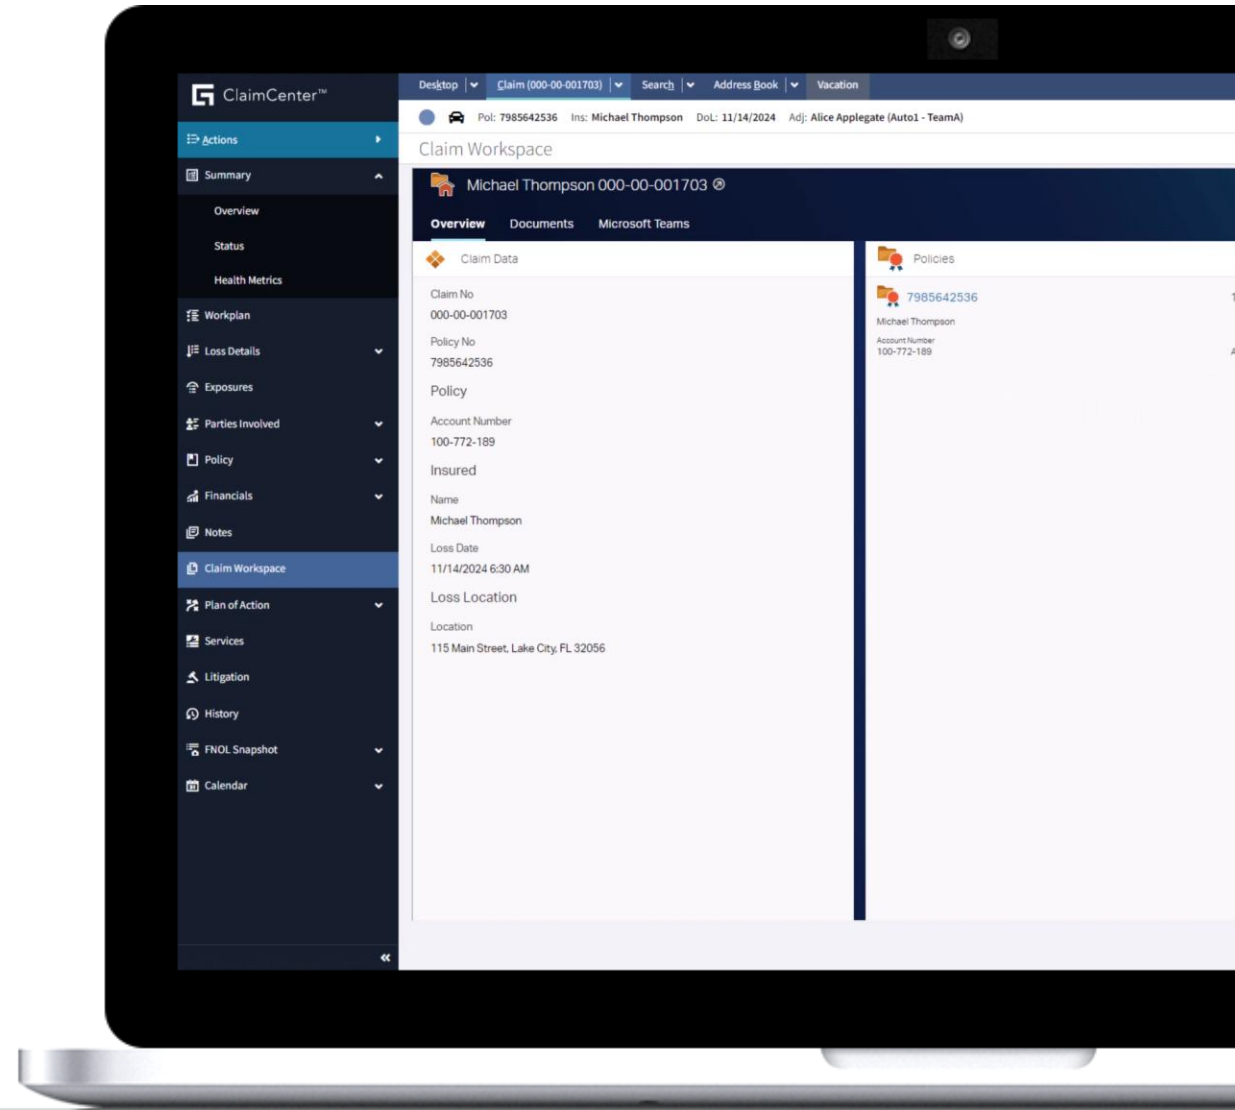 ClaimCenter™
Desktop
Claim (000-00-001703)
Search
Address Book
Vacation
Pol: 7985642536 Ins: Michael Thompson DoL: 11/14/2024 Adj: Alice Applegate (Auto1 - TeamA)
Claim Workspace
Actions
Summary
Overview
Status
Health Metrics
Workplan
Loss Details
Exposures
Parties Involved
Policy
Financials
Notes
Claim Workspace
Plan of Action
Services
Litigation
History
FNOL Snapshot
Calendar
Michael Thompson 000-00-001703
Overview
Documents
Microsoft Teams
Claim Data
Claim No
000-00-001703
Policy No
7985642536
Policy
Account Number
100-772-189
Insured
Name
Michael Thompson
Loss Date
11/14/2024 6:30 AM
Loss Location
Location
115 Main Street, Lake City, FL 32056
Policies
7985642536
Michael Thompson
Account Number
100-772-189